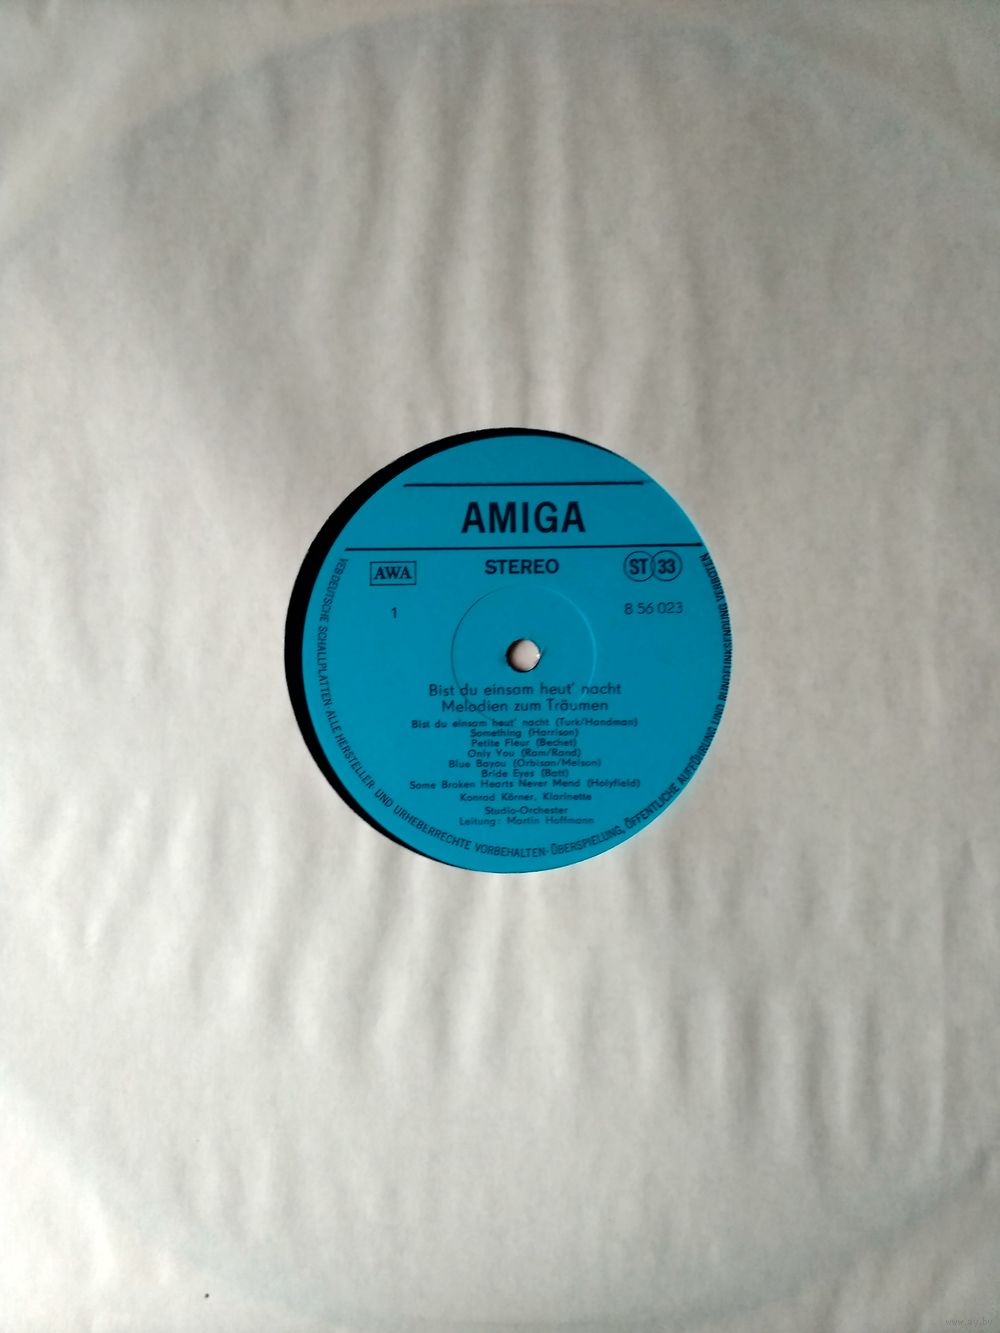 AMIGA
AWA
STEREO
ST 33
1
8 56 023
Bist du einsam heut' nacht
Melodien zum Träumen
Bist du einsam heut' nacht (Turk/Handman)
Something (Harrison)
Petite Fleur (Bechet)
Only You (Ram/Rand)
Blue Bayou (Orbison/Melson)
Bride Eyes (Batt)
Some Broken Hearts Never Mend (Holyfield)
Konrad Körner, Klarinette
Studio-Orchester
Leitung: Martin Hoffmann
VEB DEUTSCHE SCHALLPLATTEN · ALLE HERSTELLER- UND URHEBERRECHTE VORBEHALTEN · ÜBERSPIELUNG, ÖFFENTLICHE AUFFÜHRUNG UND RUNDFUNKSENDUNG VERBOTEN
www.ay.by